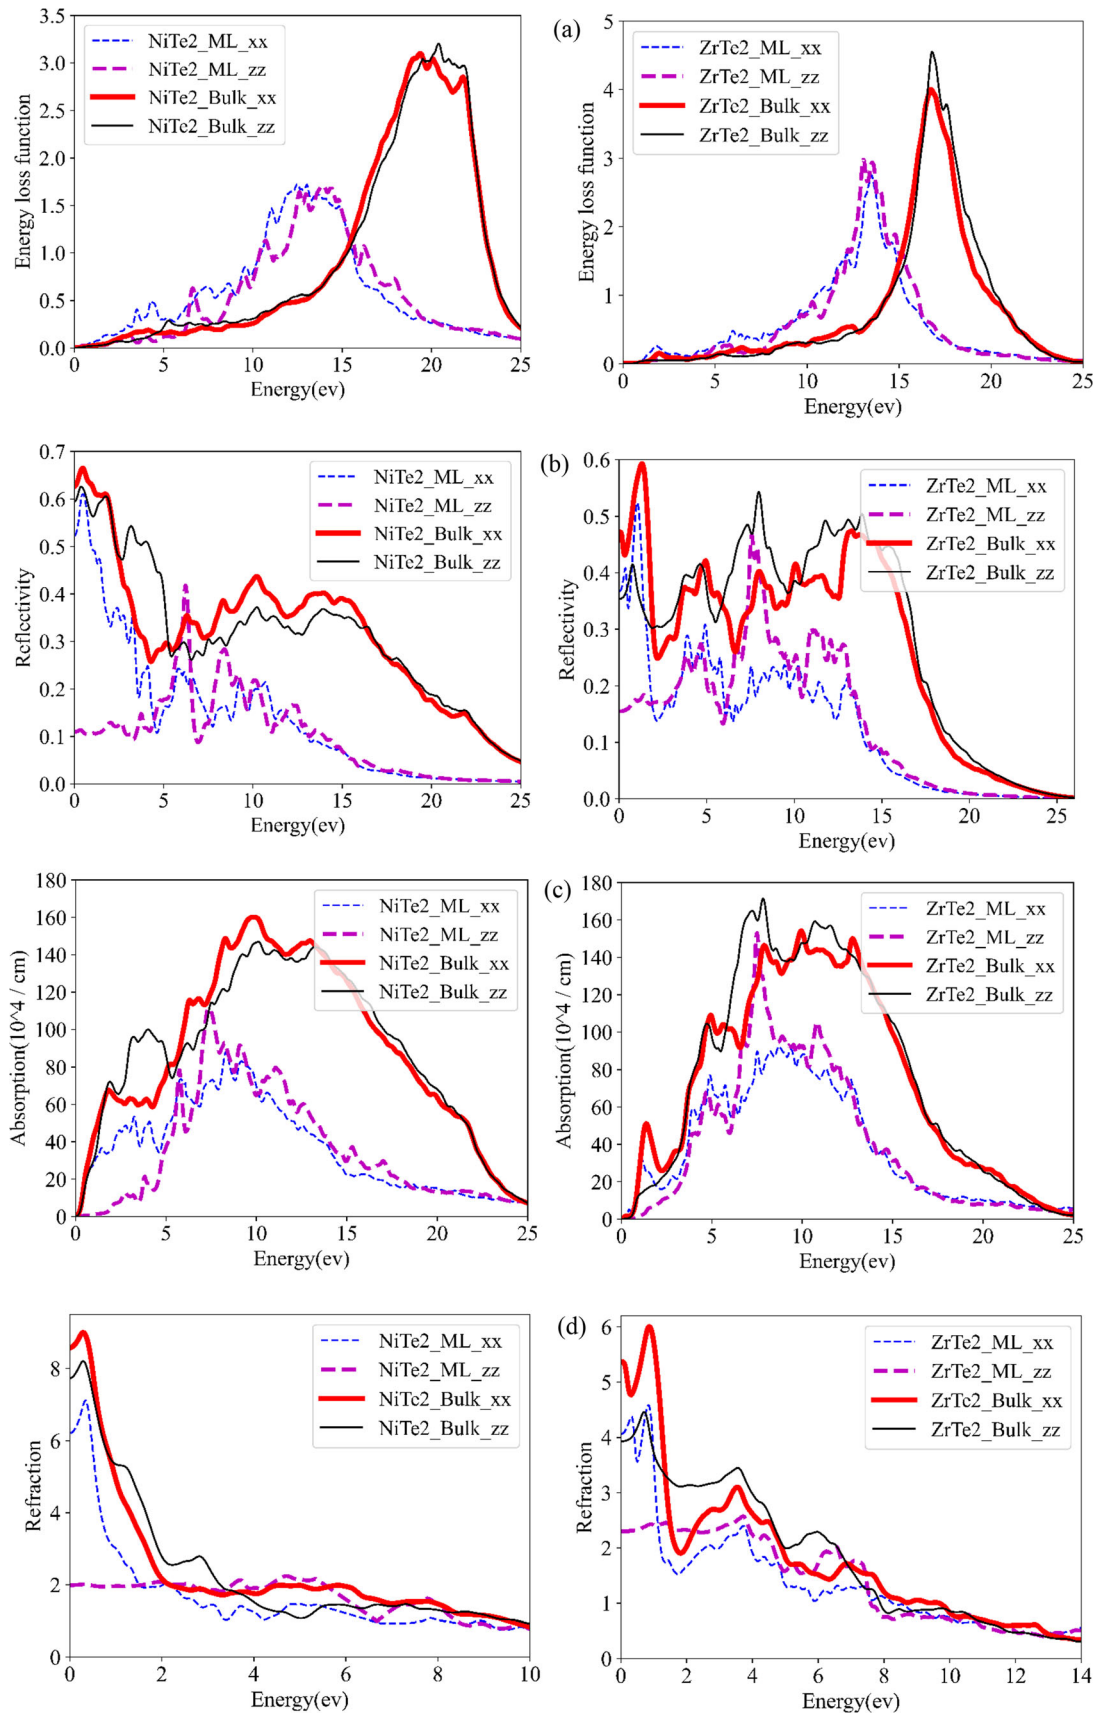 (a)
3.5
3.0
2.5
2.0
1.5
1.0
0.5
0.0
Energy loss function
NiTe2_ML_xx
NiTe2_ML_zz
NiTe2_Bulk_xx
NiTe2_Bulk_zz
0 5 10 15 20 25
Energy(ev)
5
4
3
2
1
0
Energy loss function
ZrTe2_ML_xx
ZrTe2_ML_zz
ZrTe2_Bulk_xx
ZrTe2_Bulk_zz
0 5 10 15 20 25
Energy(ev)
(b)
0.7
0.6
0.5
0.4
0.3
0.2
0.1
0.0
Reflectivity
NiTe2_ML_xx
NiTe2_ML_zz
NiTe2_Bulk_xx
NiTe2_Bulk_zz
0 5 10 15 20 25
Energy(ev)
0.6
0.5
0.4
0.3
0.2
0.1
0.0
Reflectivity
ZrTe2_ML_xx
ZrTe2_ML_zz
ZrTe2_Bulk_xx
ZrTe2_Bulk_zz
0 5 10 15 20 25
Energy(ev)
(c)
180
160
140
120
100
80
60
40
20
0
Absorption(10^4 / cm)
NiTe2_ML_xx
NiTe2_ML_zz
NiTe2_Bulk_xx
NiTe2_Bulk_zz
0 5 10 15 20 25
Energy(ev)
180
160
140
120
100
80
60
40
20
0
Absorption(10^4 / cm)
ZrTe2_ML_xx
ZrTe2_ML_zz
ZrTe2_Bulk_xx
ZrTe2_Bulk_zz
0 5 10 15 20 25
Energy(ev)
(d)
8
6
4
2
0
Refraction
NiTe2_ML_xx
NiTe2_ML_zz
NiTe2_Bulk_xx
NiTe2_Bulk_zz
0 2 4 6 8 10
Energy(ev)
6
5
4
3
2
1
0
Refraction
ZrTe2_ML_xx
ZrTe2_ML_zz
ZrTe2_Bulk_xx
ZrTe2_Bulk_zz
0 2 4 6 8 10 12 14
Energy(ev)